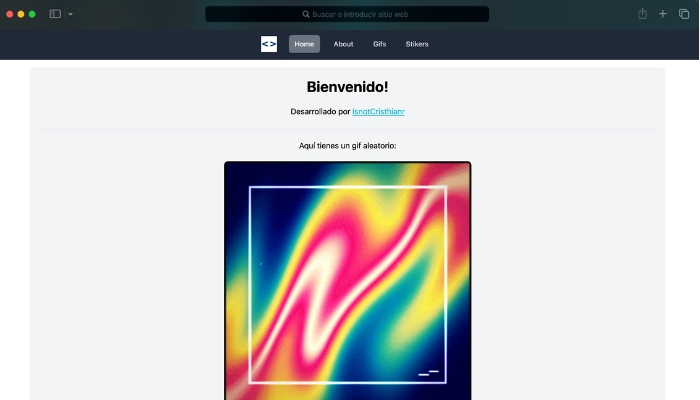 Buscar o introducir sitio web
<> Home About Gifs Stikers
Bienvenido!
Desarrollado por IsnotCristhianr
Aquí tienes un gif aleatorio: